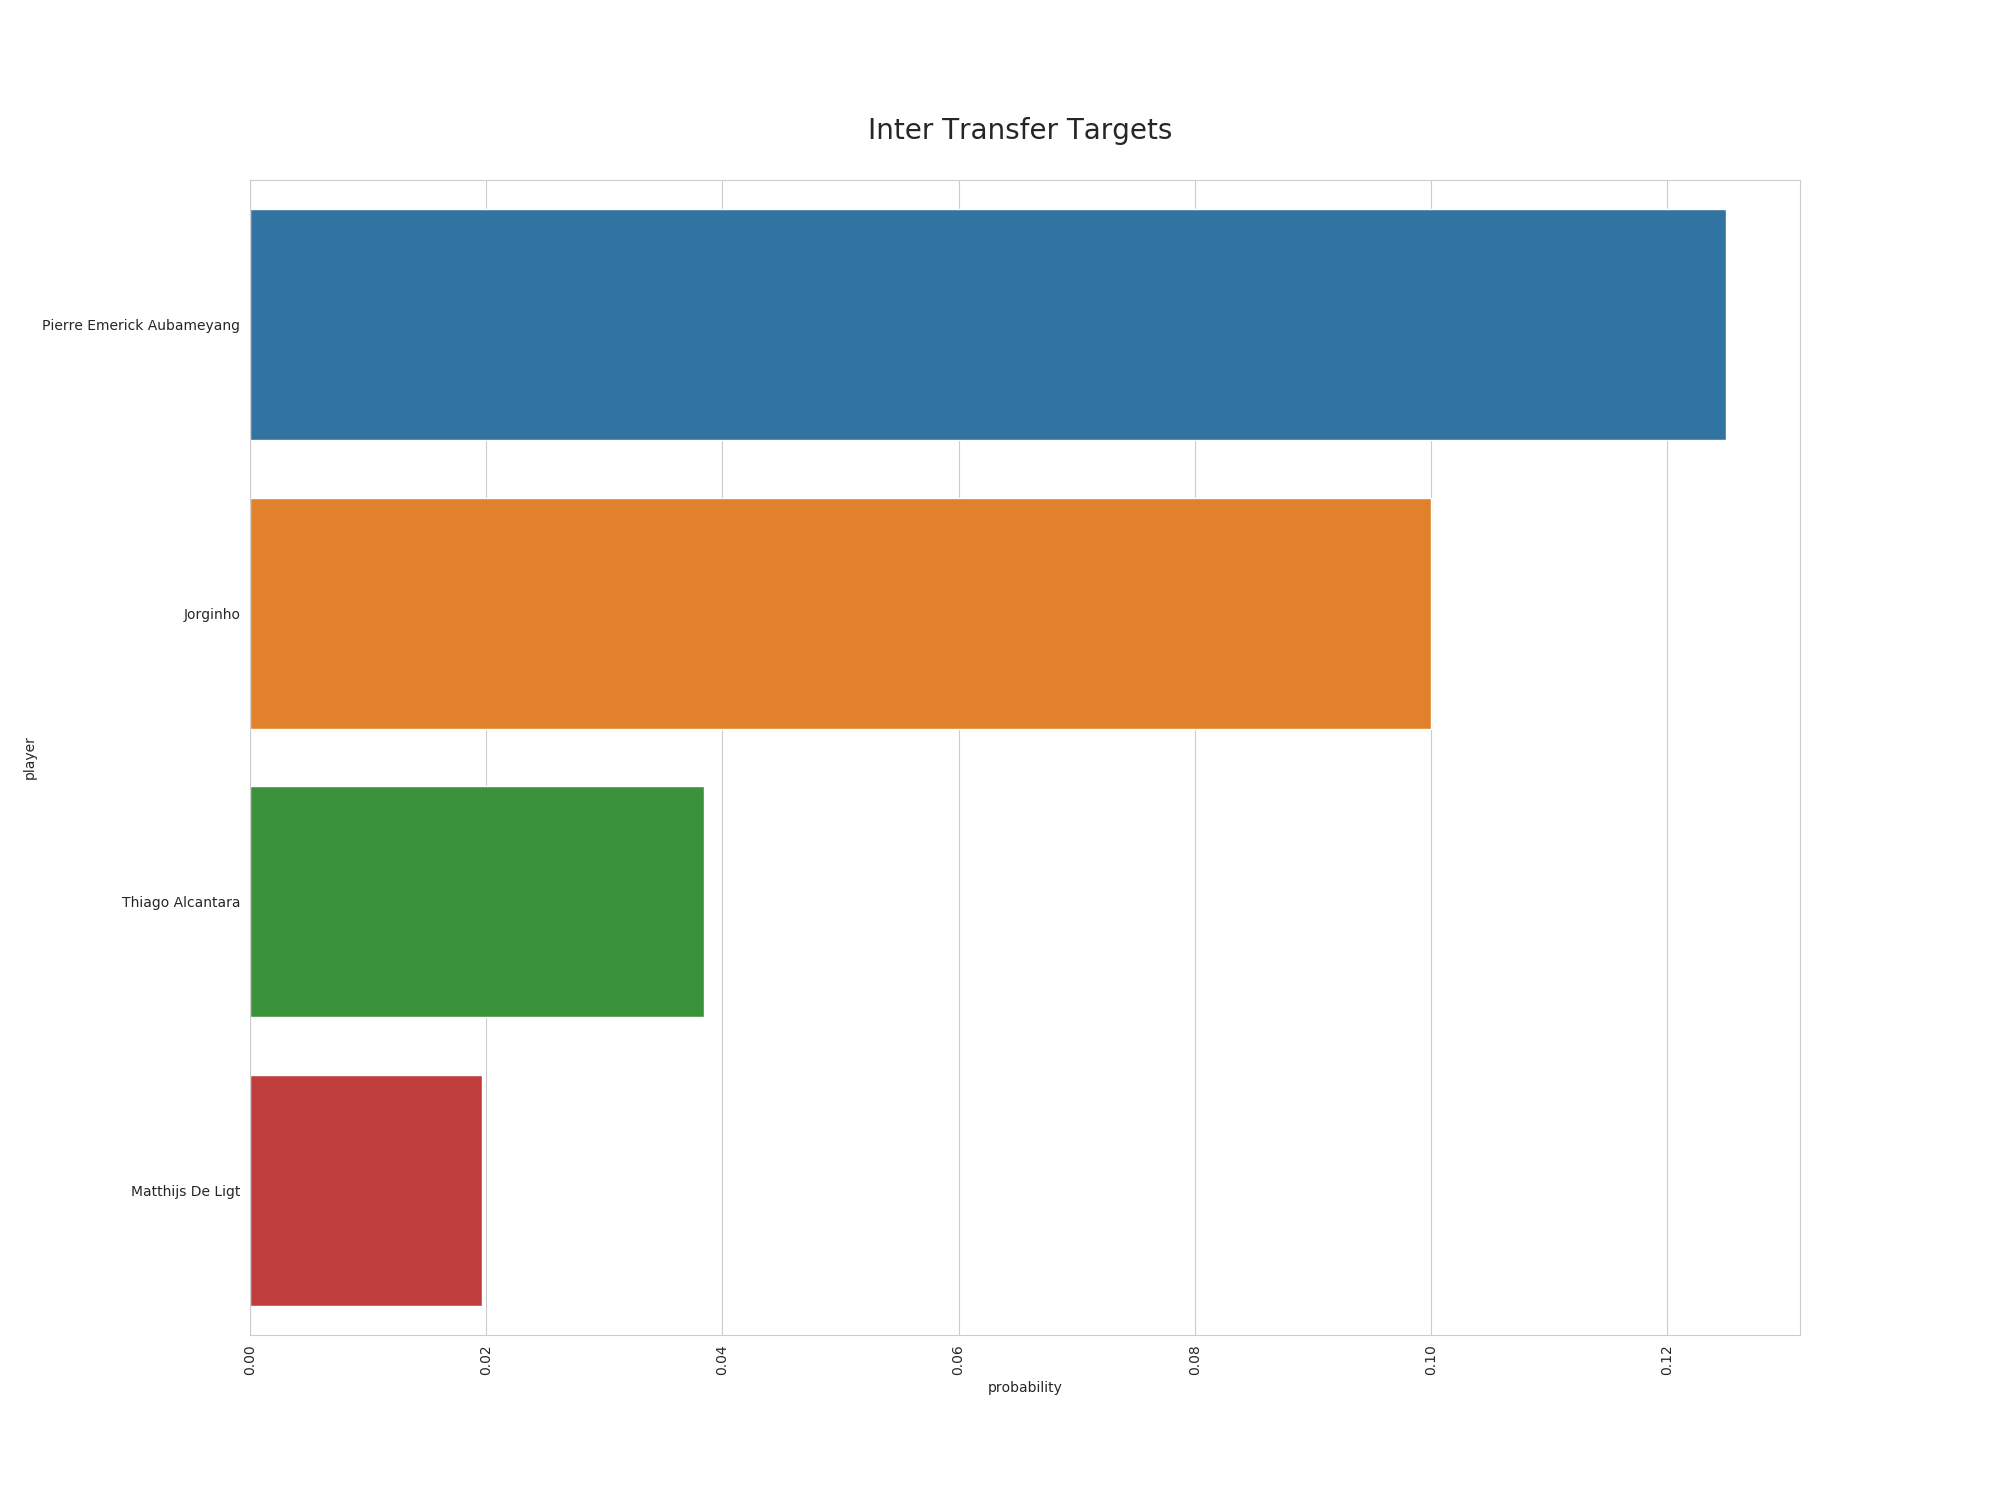 Inter Transfer Targets
Pierre Emerick Aubameyang
Jorginho
Thiago Alcantara
Matthijs De Ligt
player
0.00
0.02
0.04
0.06
0.08
0.10
0.12
probability